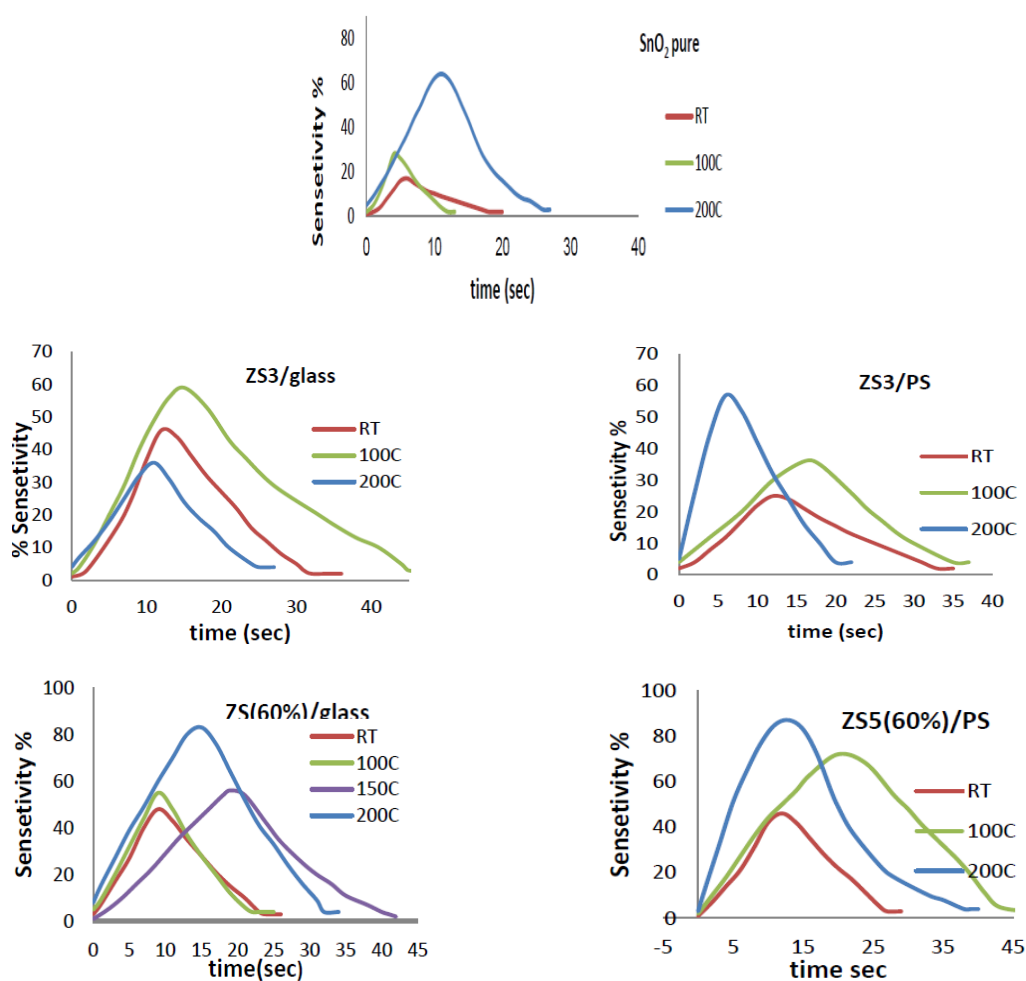 80
60
40
20
0
Sensetivity %
SnO₂ pure
RT
100C
200C
0 10 20 30 40
time (sec)
70
60
50
40
30
20
10
0
% Sensetivity
ZS3/glass
RT
100C
200C
0 10 20 30 40
time (sec)
70
60
50
40
30
20
10
0
Sensetivity %
ZS3/PS
RT
100C
200C
0 5 10 15 20 25 30 35 40
time (sec)
100
80
60
40
20
0
Sensetivity %
ZS(60%)/glass
RT
100C
150C
200C
0 5 10 15 20 25 30 35 40 45
time(sec)
100
80
60
40
20
0
Sensetivity %
ZS5(60%)/PS
RT
100C
200C
-5 5 15 25 35 45
time sec